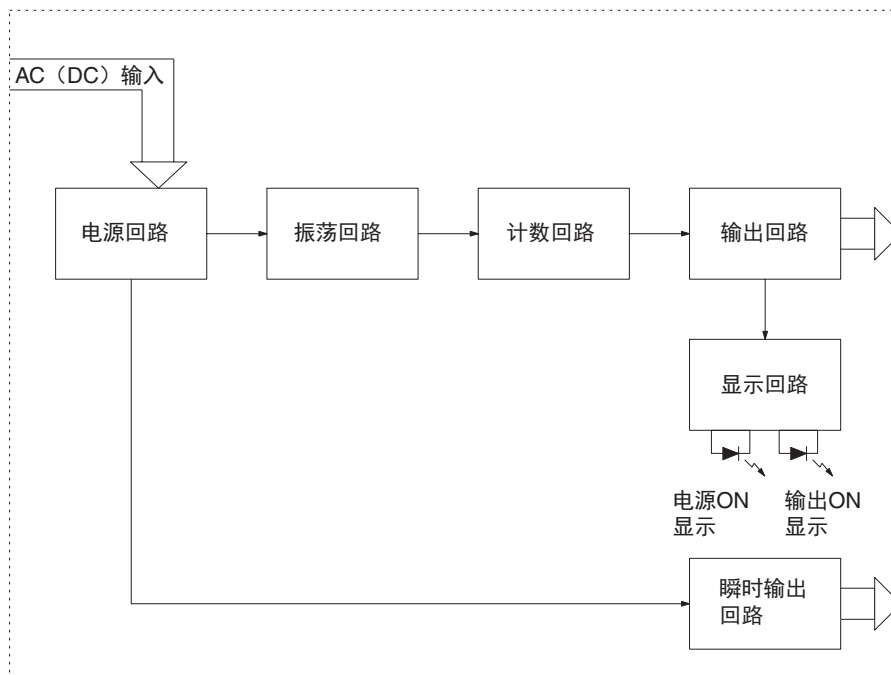 AC（DC）输入
电源回路
振荡回路
计数回路
输出回路
显示回路
电源ON
显示
输出ON
显示
瞬时输出
回路